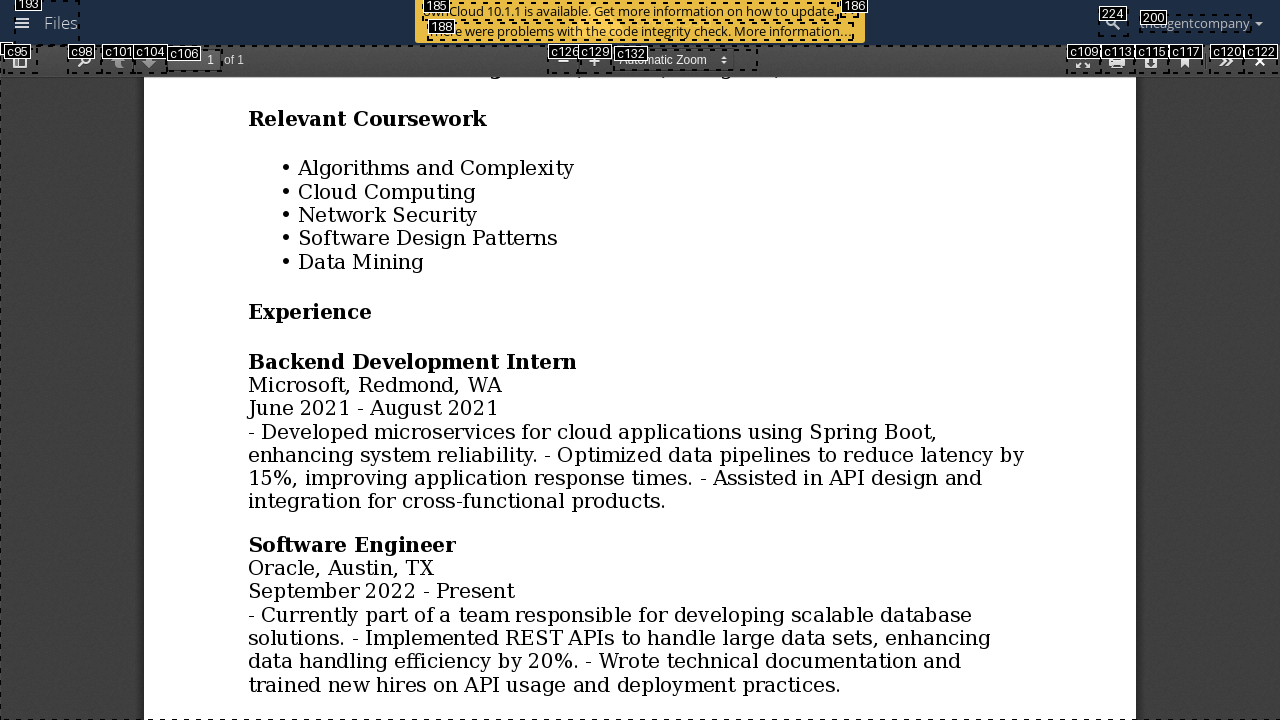 193
Files
185
186
Cloud 10.1.1 is available. Get more information on how to update.
188
were problems with the code integrity check. More information…
224
200
agentcompany
c95
c98
c101
c104
c106
1 of 1
c126
c129
c132
Automatic Zoom
c109
c113
c115
c117
c120
c122
Relevant Coursework
• Algorithms and Complexity
• Cloud Computing
• Network Security
• Software Design Patterns
• Data Mining
Experience
Backend Development Intern
Microsoft, Redmond, WA
June 2021 - August 2021
- Developed microservices for cloud applications using Spring Boot,
enhancing system reliability. - Optimized data pipelines to reduce latency by
15%, improving application response times. - Assisted in API design and
integration for cross-functional products.
Software Engineer
Oracle, Austin, TX
September 2022 - Present
- Currently part of a team responsible for developing scalable database
solutions. - Implemented REST APIs to handle large data sets, enhancing
data handling efficiency by 20%. - Wrote technical documentation and
trained new hires on API usage and deployment practices.